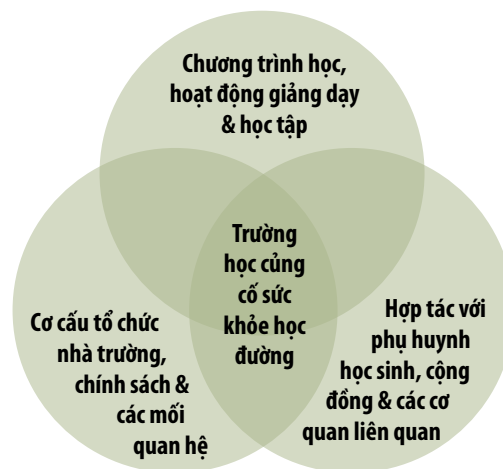 Chương trình học,
hoạt động giảng dạy
& học tập
Trường
học củng
cố sức
khỏe học
đường
Cơ cấu tổ chức
nhà trường,
chính sách &
các mối
quan hệ
Hợp tác với
phụ huynh
học sinh, cộng
đồng & các cơ
quan liên quan